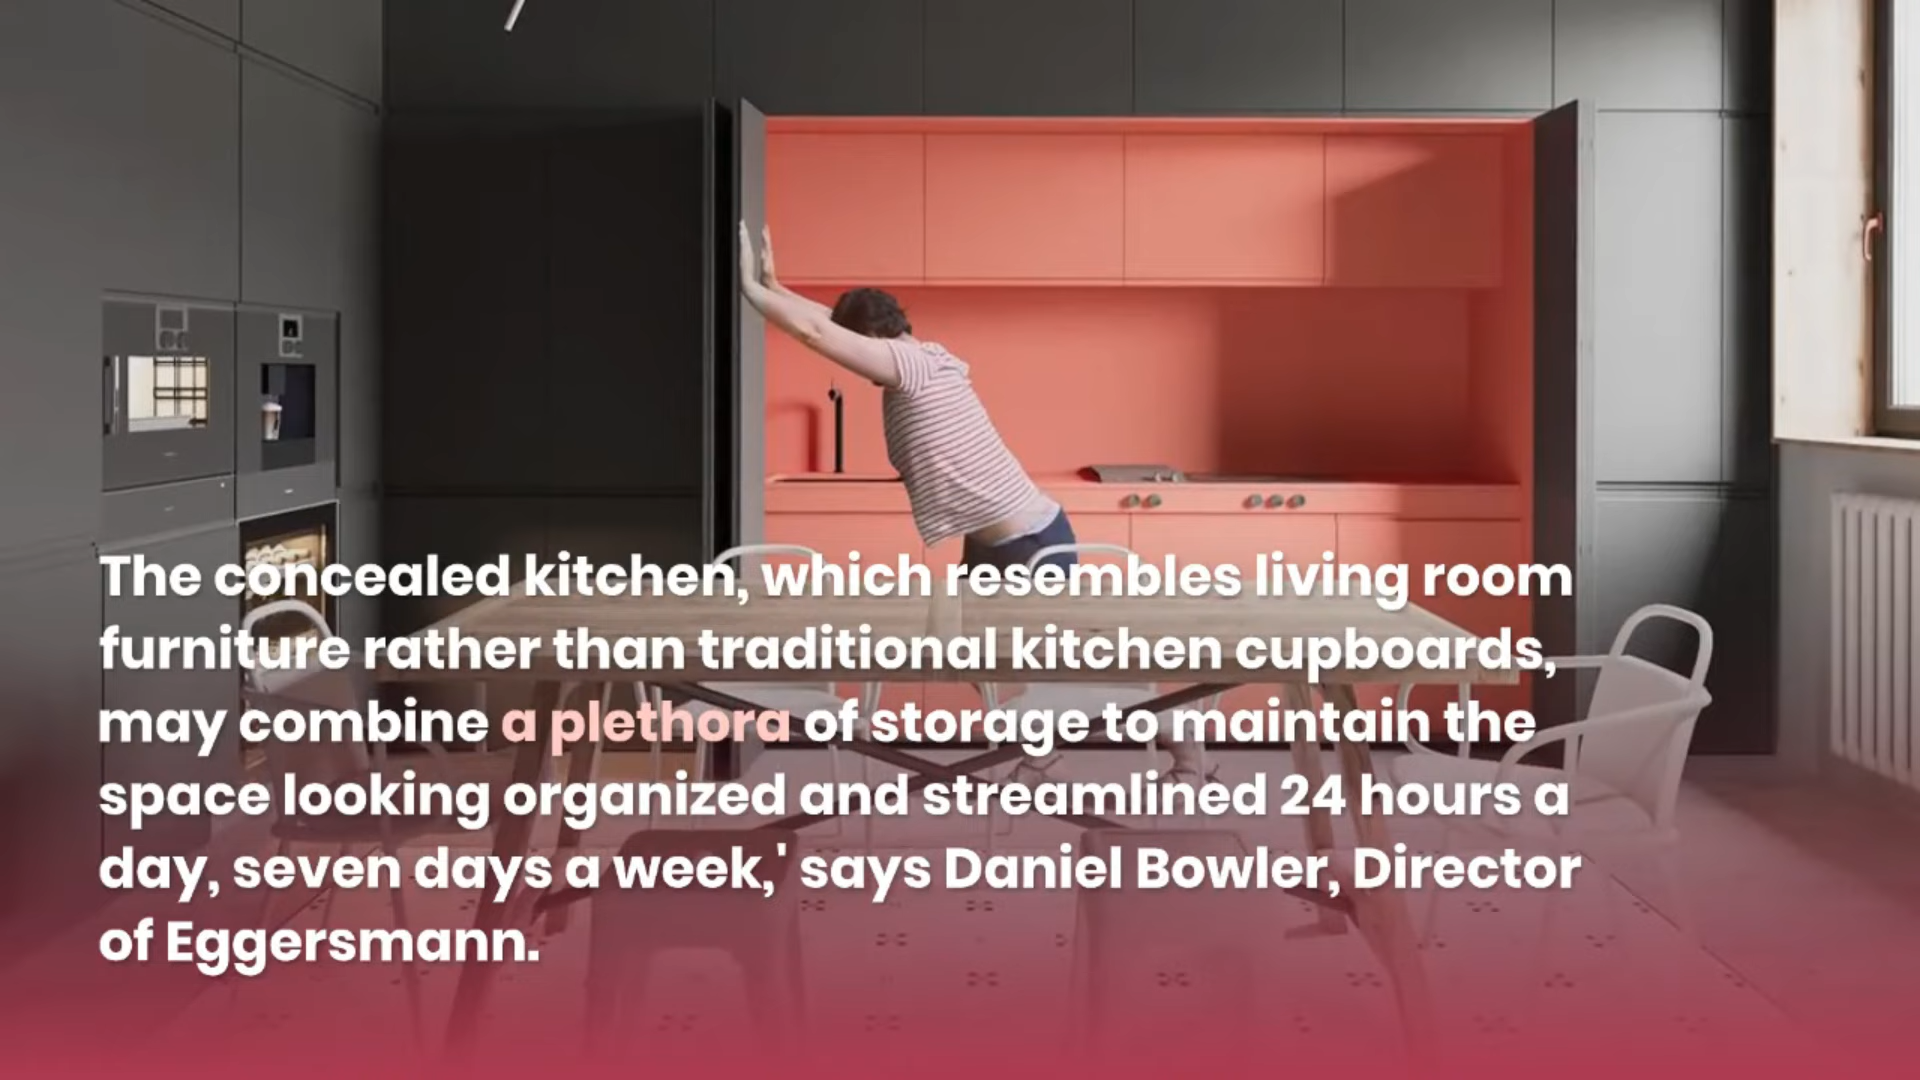 The concealed kitchen, which resembles living room
furniture rather than traditional kitchen cupboards,
may combine a plethora of storage to maintain the
space looking organized and streamlined 24 hours a
day, seven days a week,' says Daniel Bowler, Director
of Eggersmann.